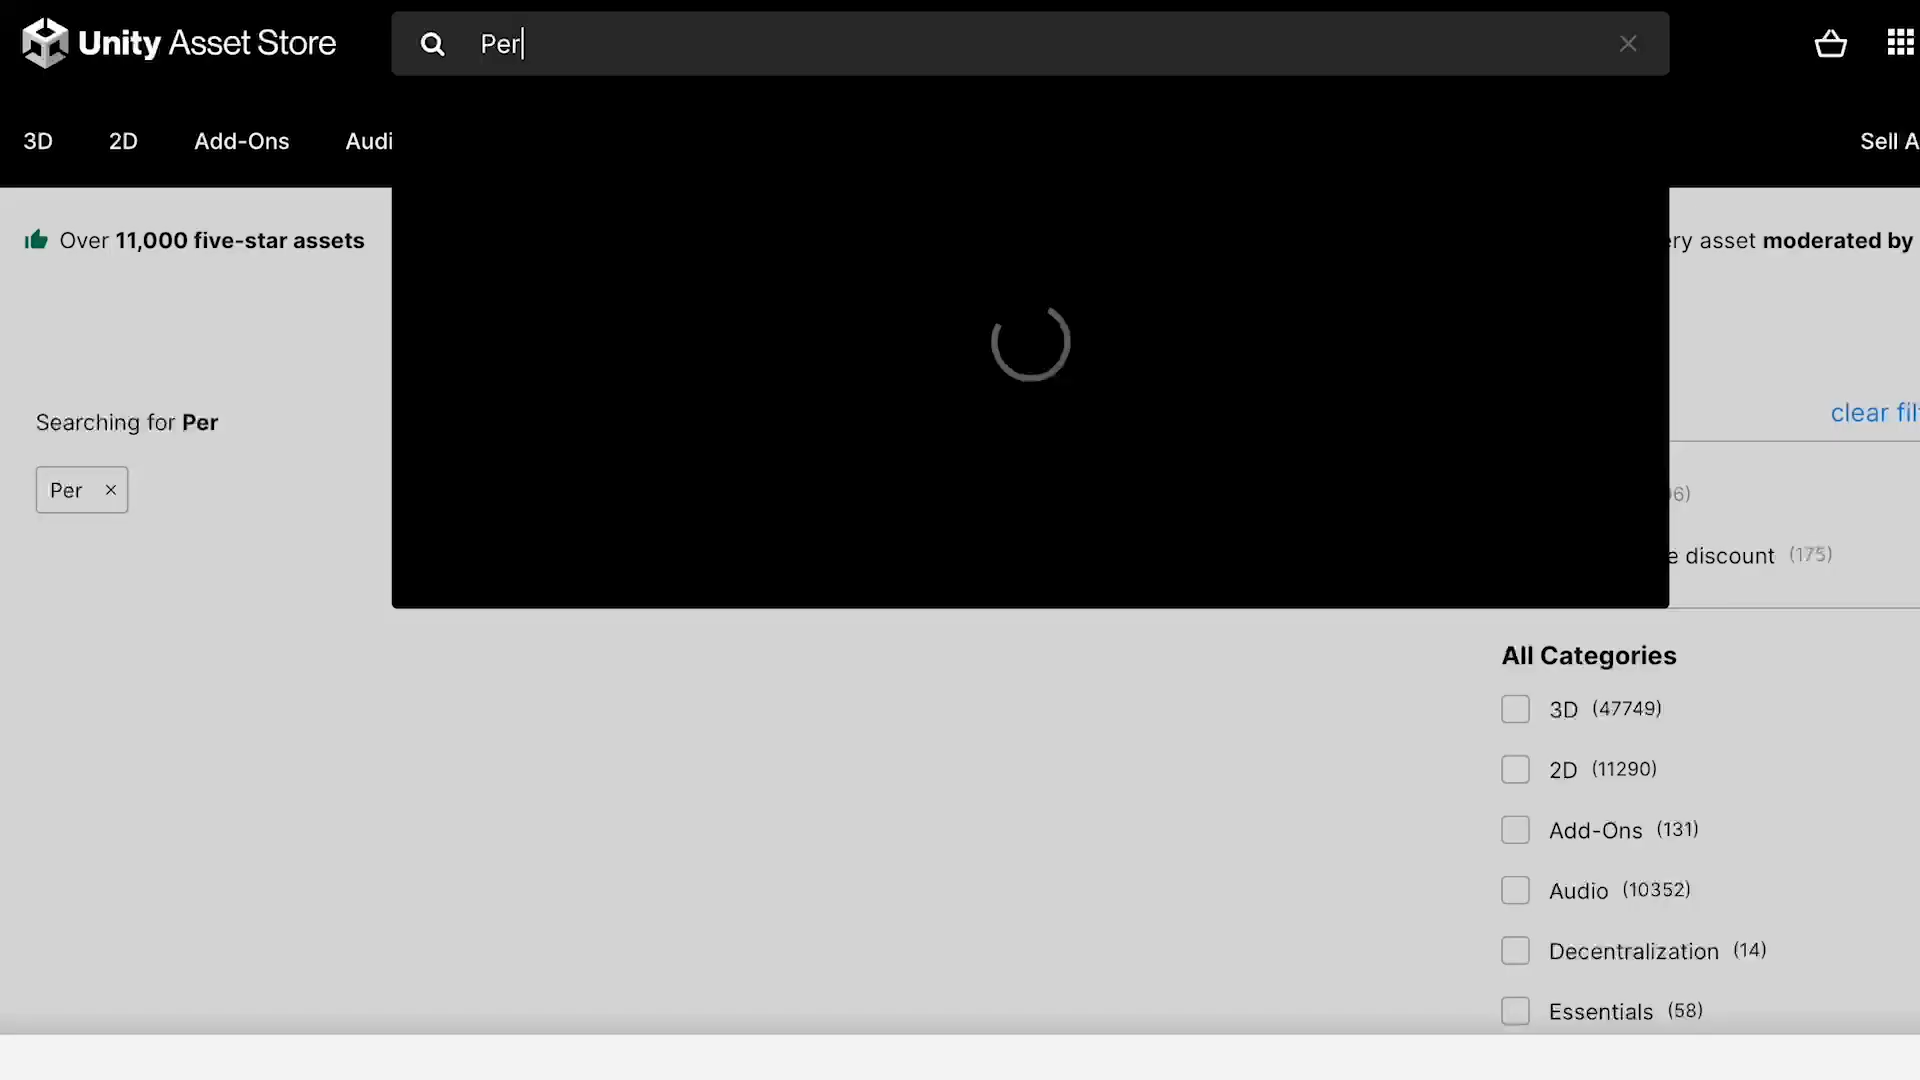 Unity Asset Store
Per
3D 2D Add-Ons Audi
Sell A
Over 11,000 five-star assets
ry asset moderated by
Searching for Per
clear fil
Per ×
6)
e discount (175)
All Categories
3D (47749)
2D (11290)
Add-Ons (131)
Audio (10352)
Decentralization (14)
Essentials (58)